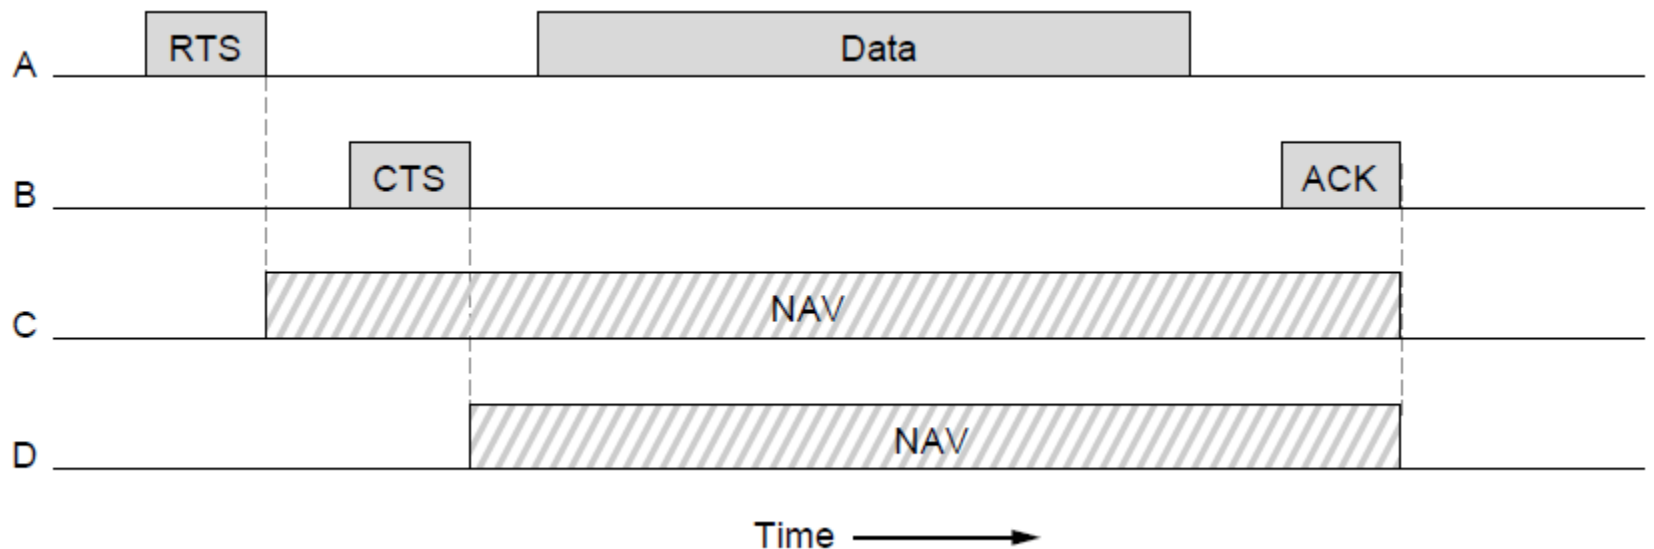 A RTS Data
B CTS ACK
C NAV
D NAV
Time